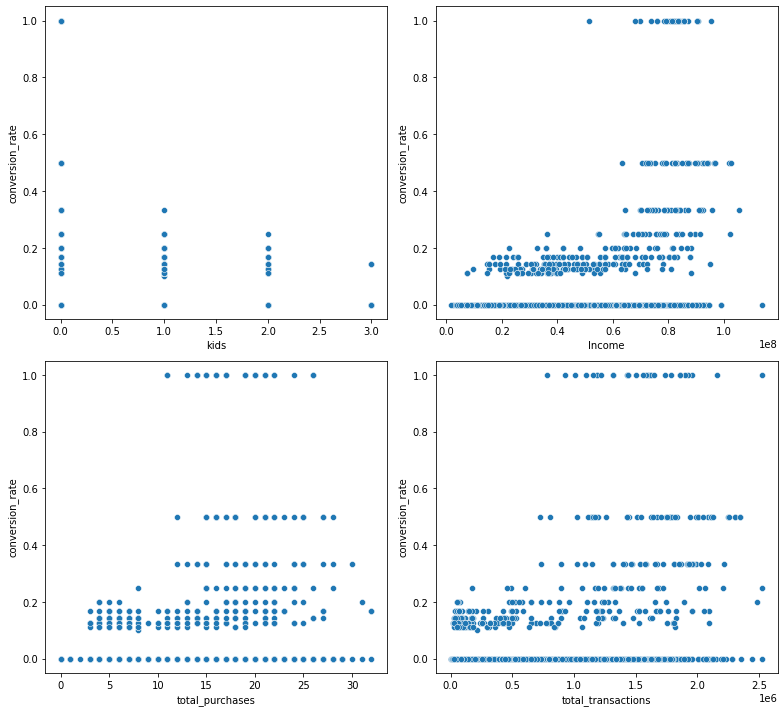 1.0
0.8
0.6
0.4
0.2
0.0
conversion_rate
0.0 0.5 1.0 1.5 2.0 2.5 3.0
kids
1.0
0.8
0.6
0.4
0.2
0.0
conversion_rate
0.0 0.2 0.4 0.6 0.8 1.0
1e8
Income
1.0
0.8
0.6
0.4
0.2
0.0
conversion_rate
0 5 10 15 20 25 30
total_purchases
1.0
0.8
0.6
0.4
0.2
0.0
conversion_rate
0.0 0.5 1.0 1.5 2.0 2.5
1e6
total_transactions